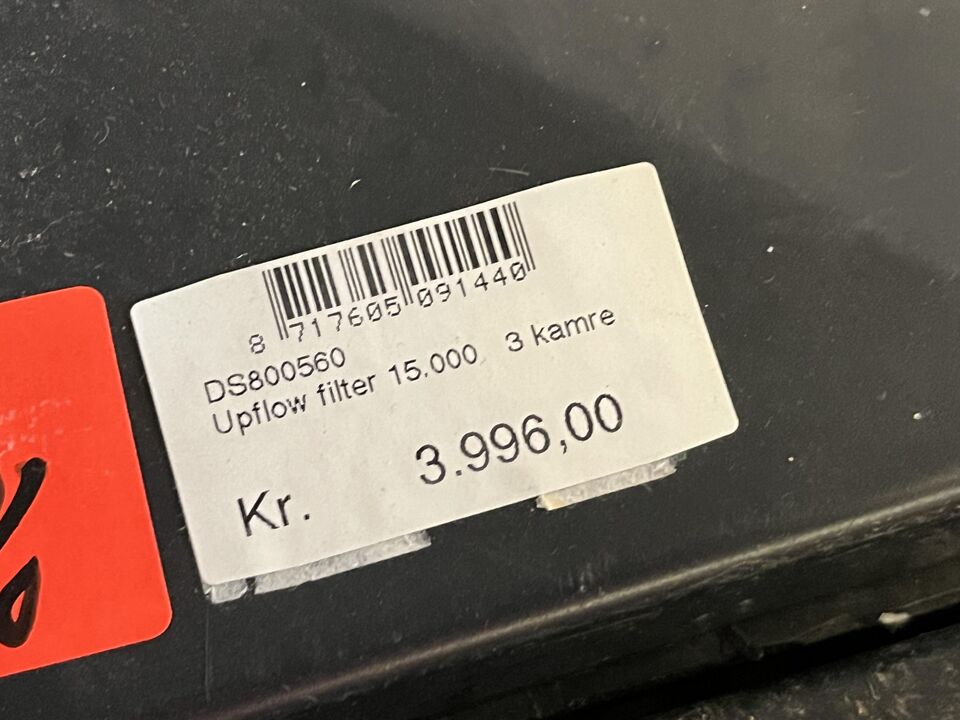 8 717605 091440
DS800560
Upflow filter 15.000 3 kamre
Kr. 3.996,00